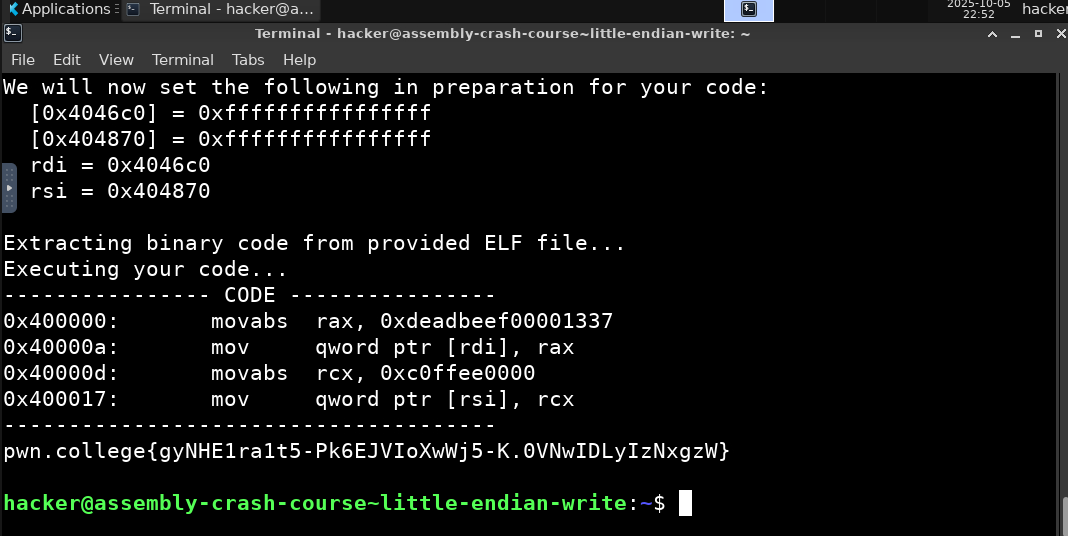 Applications
Terminal - hacker@a...
2025-10-05
22:52
hacker
Terminal - hacker@assembly-crash-course~little-endian-write: ~
File Edit View Terminal Tabs Help
We will now set the following in preparation for your code:
  [0x4046c0] = 0xffffffffffffffff
  [0x404870] = 0xffffffffffffffff
  rdi = 0x4046c0
  rsi = 0x404870
Extracting binary code from provided ELF file...
Executing your code...
---------------- CODE ----------------
0x400000:	movabs	rax, 0xdeadbeef00001337
0x40000a:	mov	qword ptr [rdi], rax
0x40000d:	movabs	rcx, 0xc0ffee0000
0x400017:	mov	qword ptr [rsi], rcx
--------------------------------------
pwn.college{gyNHE1ra1t5-Pk6EJVIoXwWj5-K.0VNwIDLyIzNxgzW}
hacker@assembly-crash-course~little-endian-write:~$